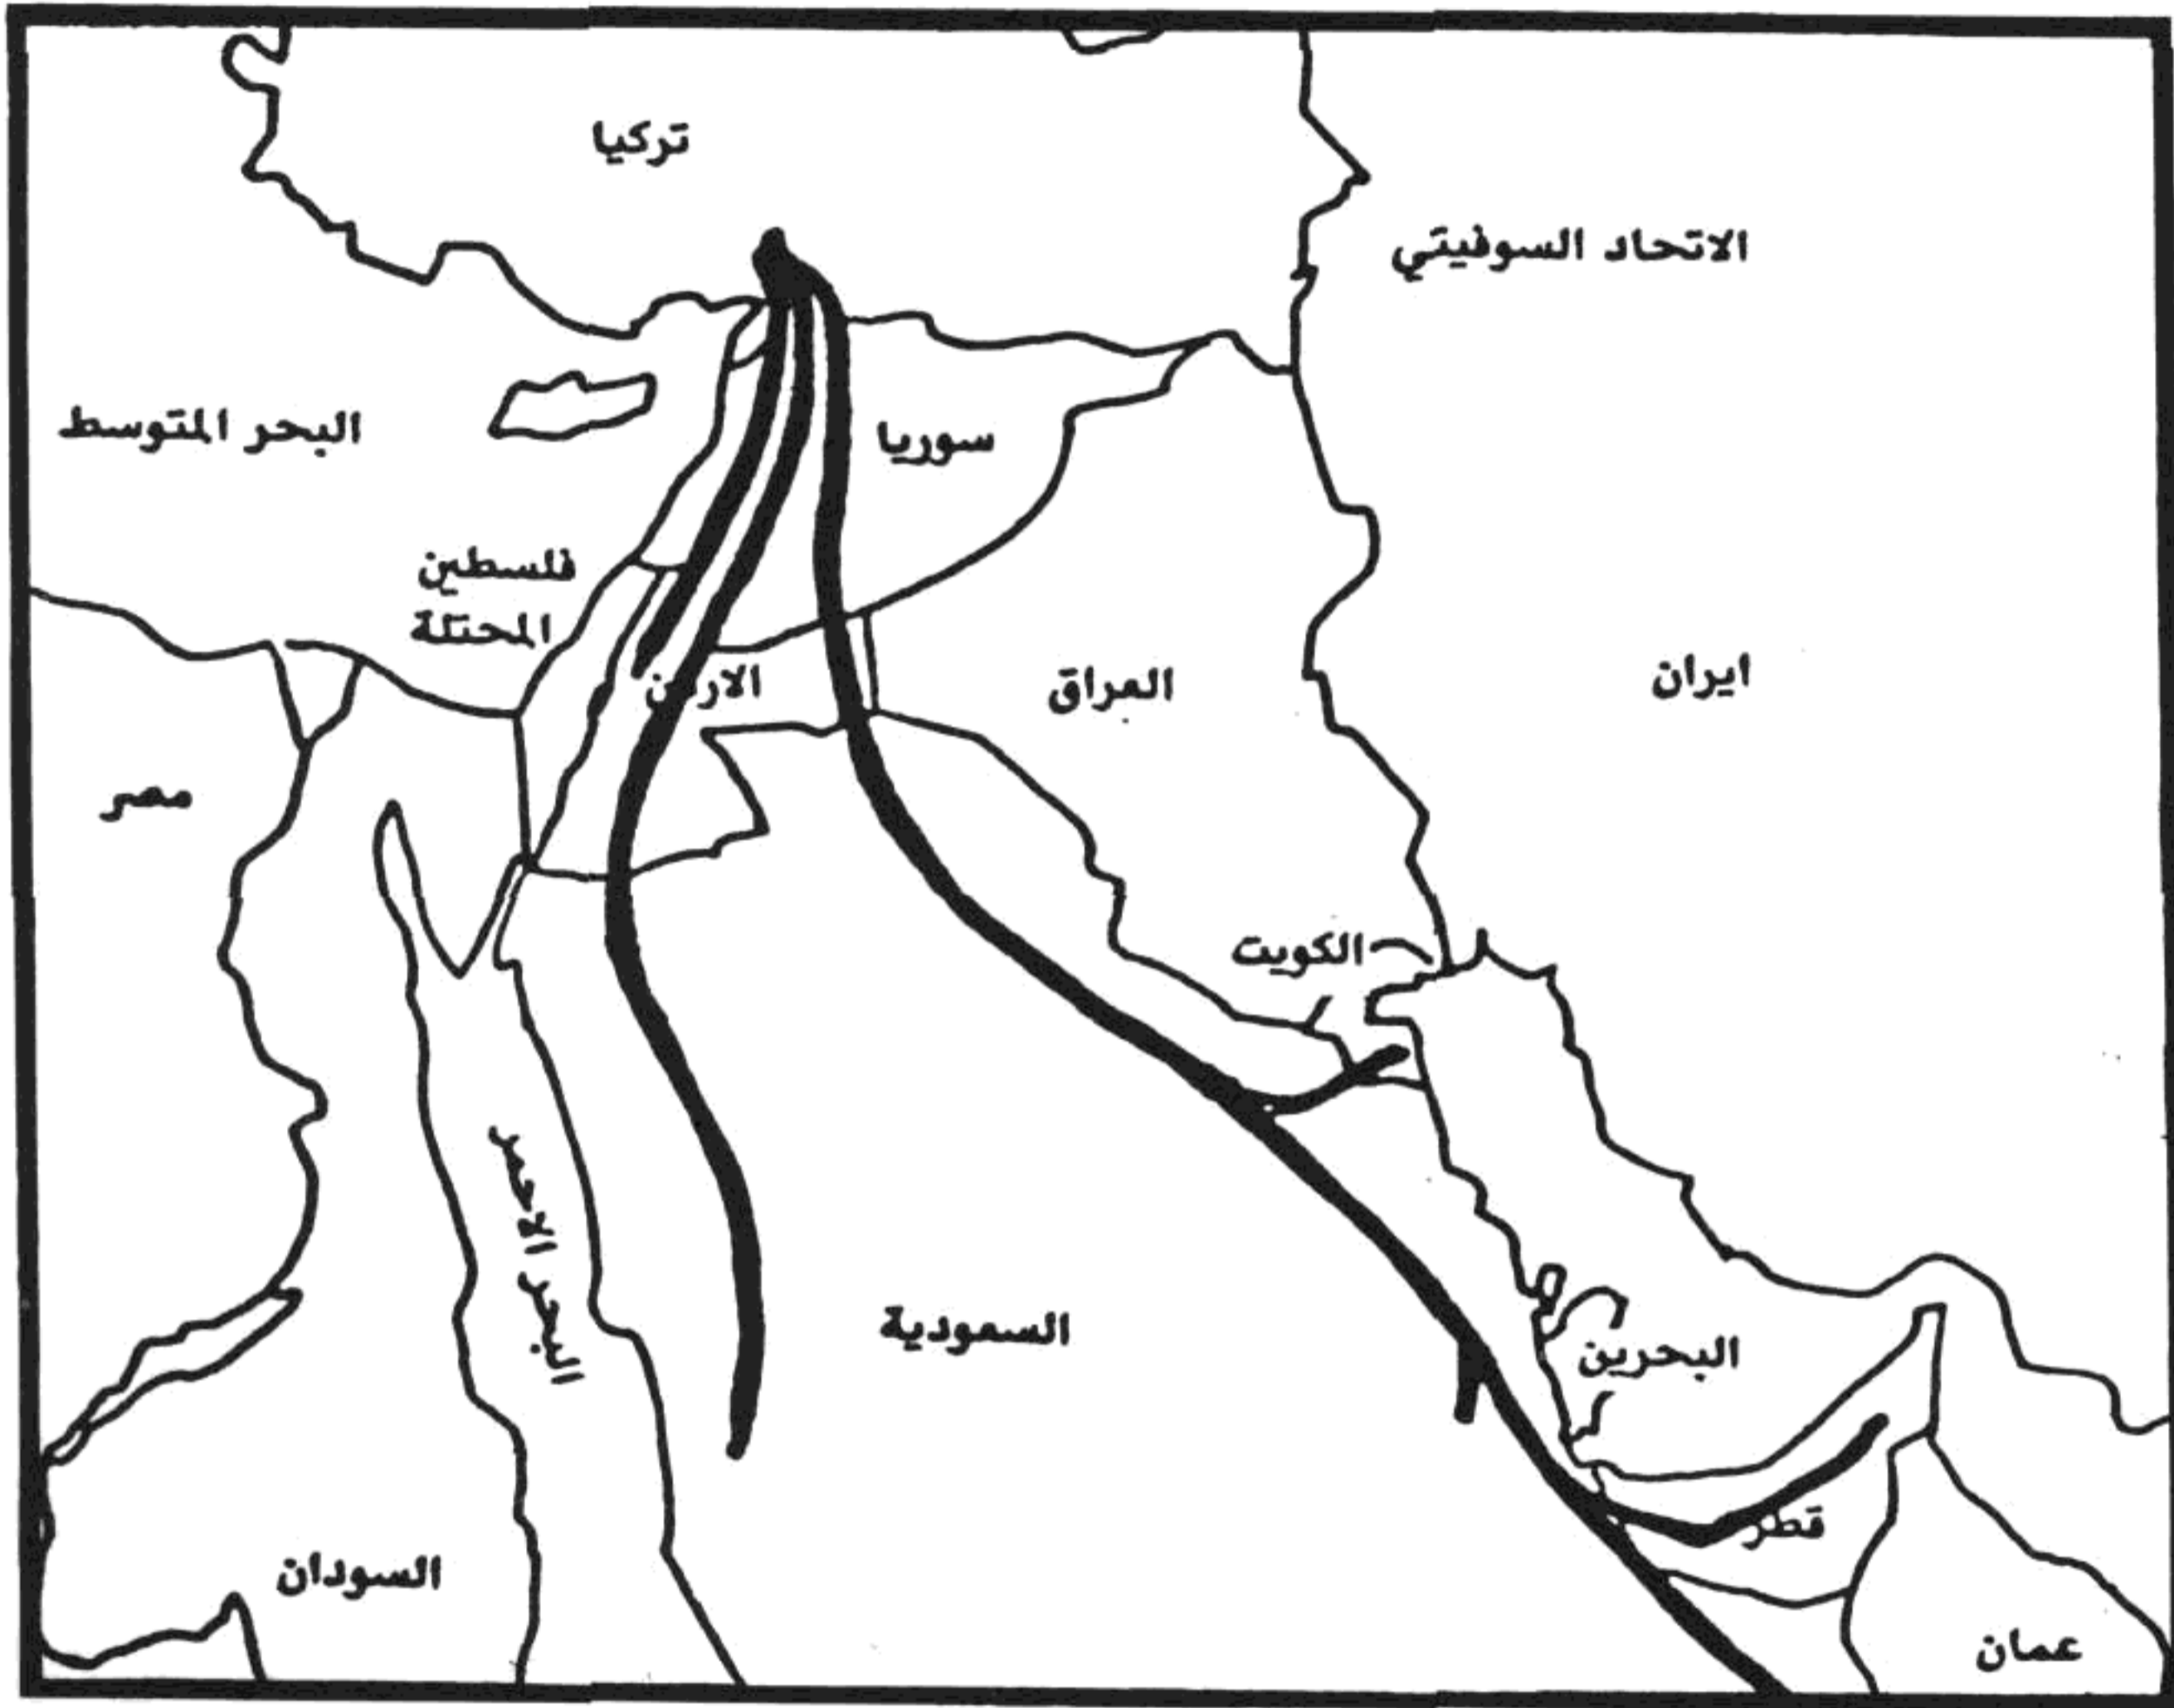 تركيا
الاتحاد السوفيتي
البحر المتوسط
سوريا
فلسطين
المحتلة
الاردن
العراق
ايران
مصر
الكويت
البحر الاحمر
السعودية
البحرين
قطر
السودان
عمان